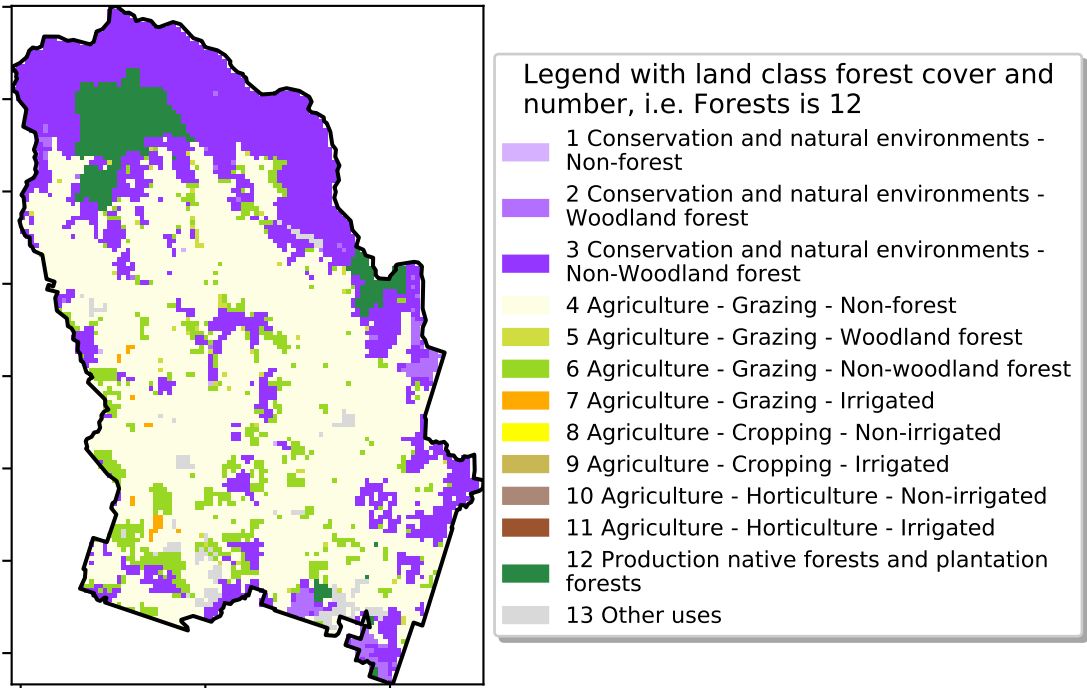 Legend with land class forest cover and
number, i.e. Forests is 12
1 Conservation and natural environments -
Non-forest
2 Conservation and natural environments -
Woodland forest
3 Conservation and natural environments -
Non-Woodland forest
4 Agriculture - Grazing - Non-forest
5 Agriculture - Grazing - Woodland forest
6 Agriculture - Grazing - Non-woodland forest
7 Agriculture - Grazing - Irrigated
8 Agriculture - Cropping - Non-irrigated
9 Agriculture - Cropping - Irrigated
10 Agriculture - Horticulture - Non-irrigated
11 Agriculture - Horticulture - Irrigated
12 Production native forests and plantation
forests
13 Other uses